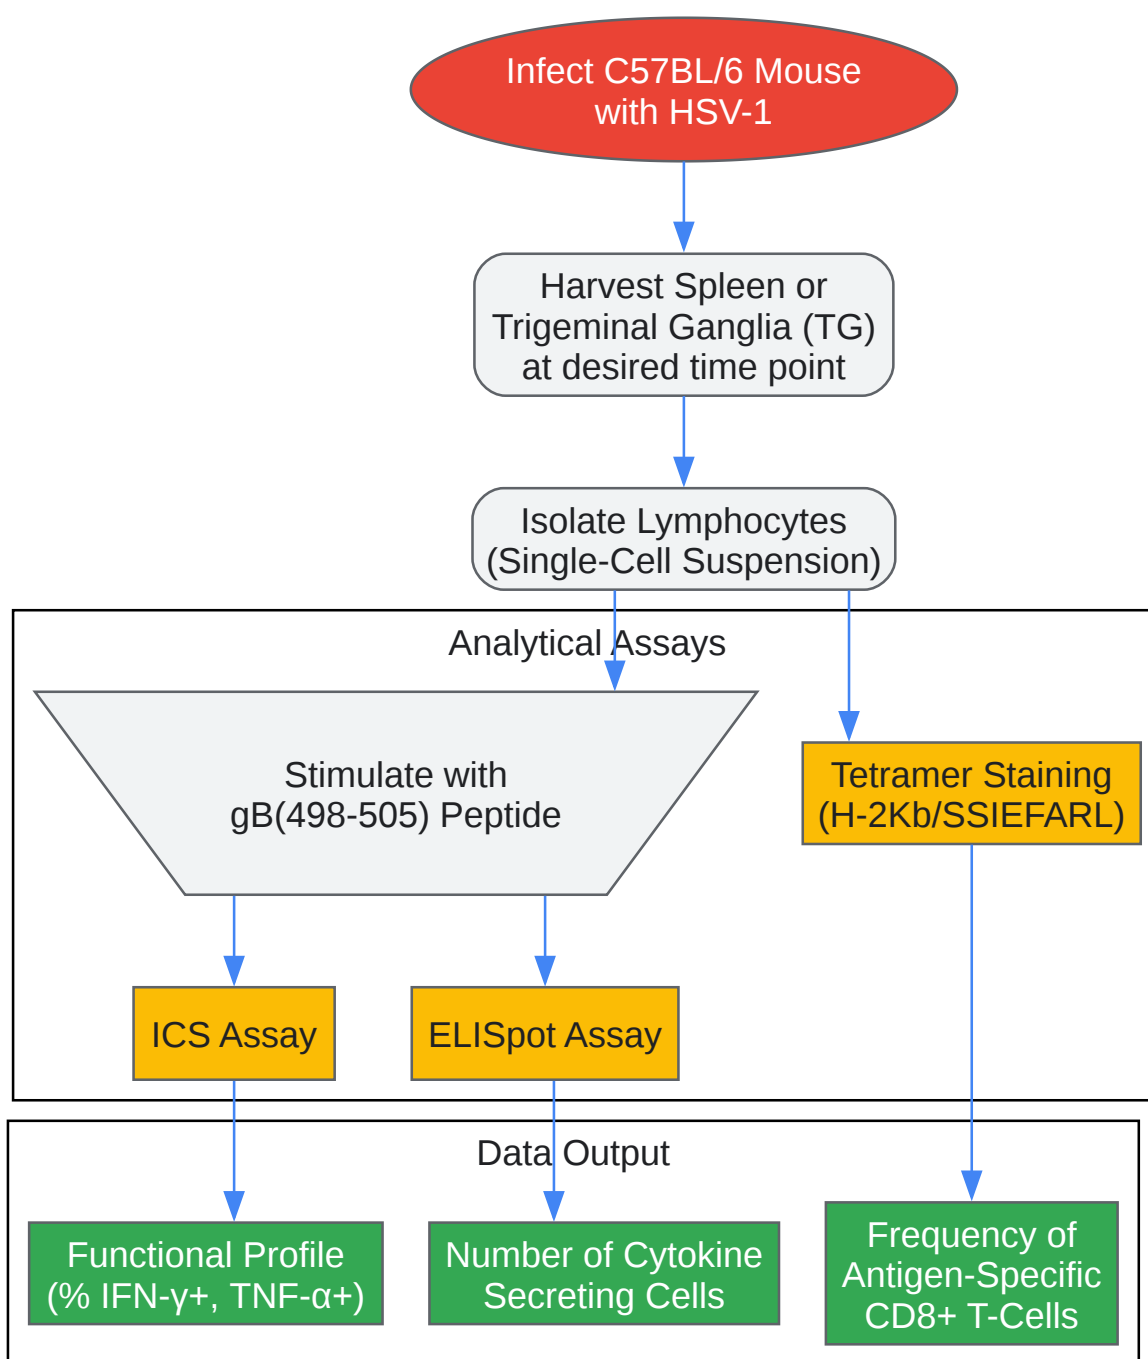 Infect C57BL/6 Mouse
with HSV-1
Harvest Spleen or
Trigeminal Ganglia (TG)
at desired time point
Isolate Lymphocytes
(Single-Cell Suspension)
Analytical Assays
Stimulate with
gB(498-505) Peptide
Tetramer Staining
(H-2Kb/SSIEFARL)
ICS Assay
ELISpot Assay
Data Output
Functional Profile
(% IFN-γ+, TNF-α+)
Number of Cytokine
Secreting Cells
Frequency of
Antigen-Specific
CD8+ T-Cells